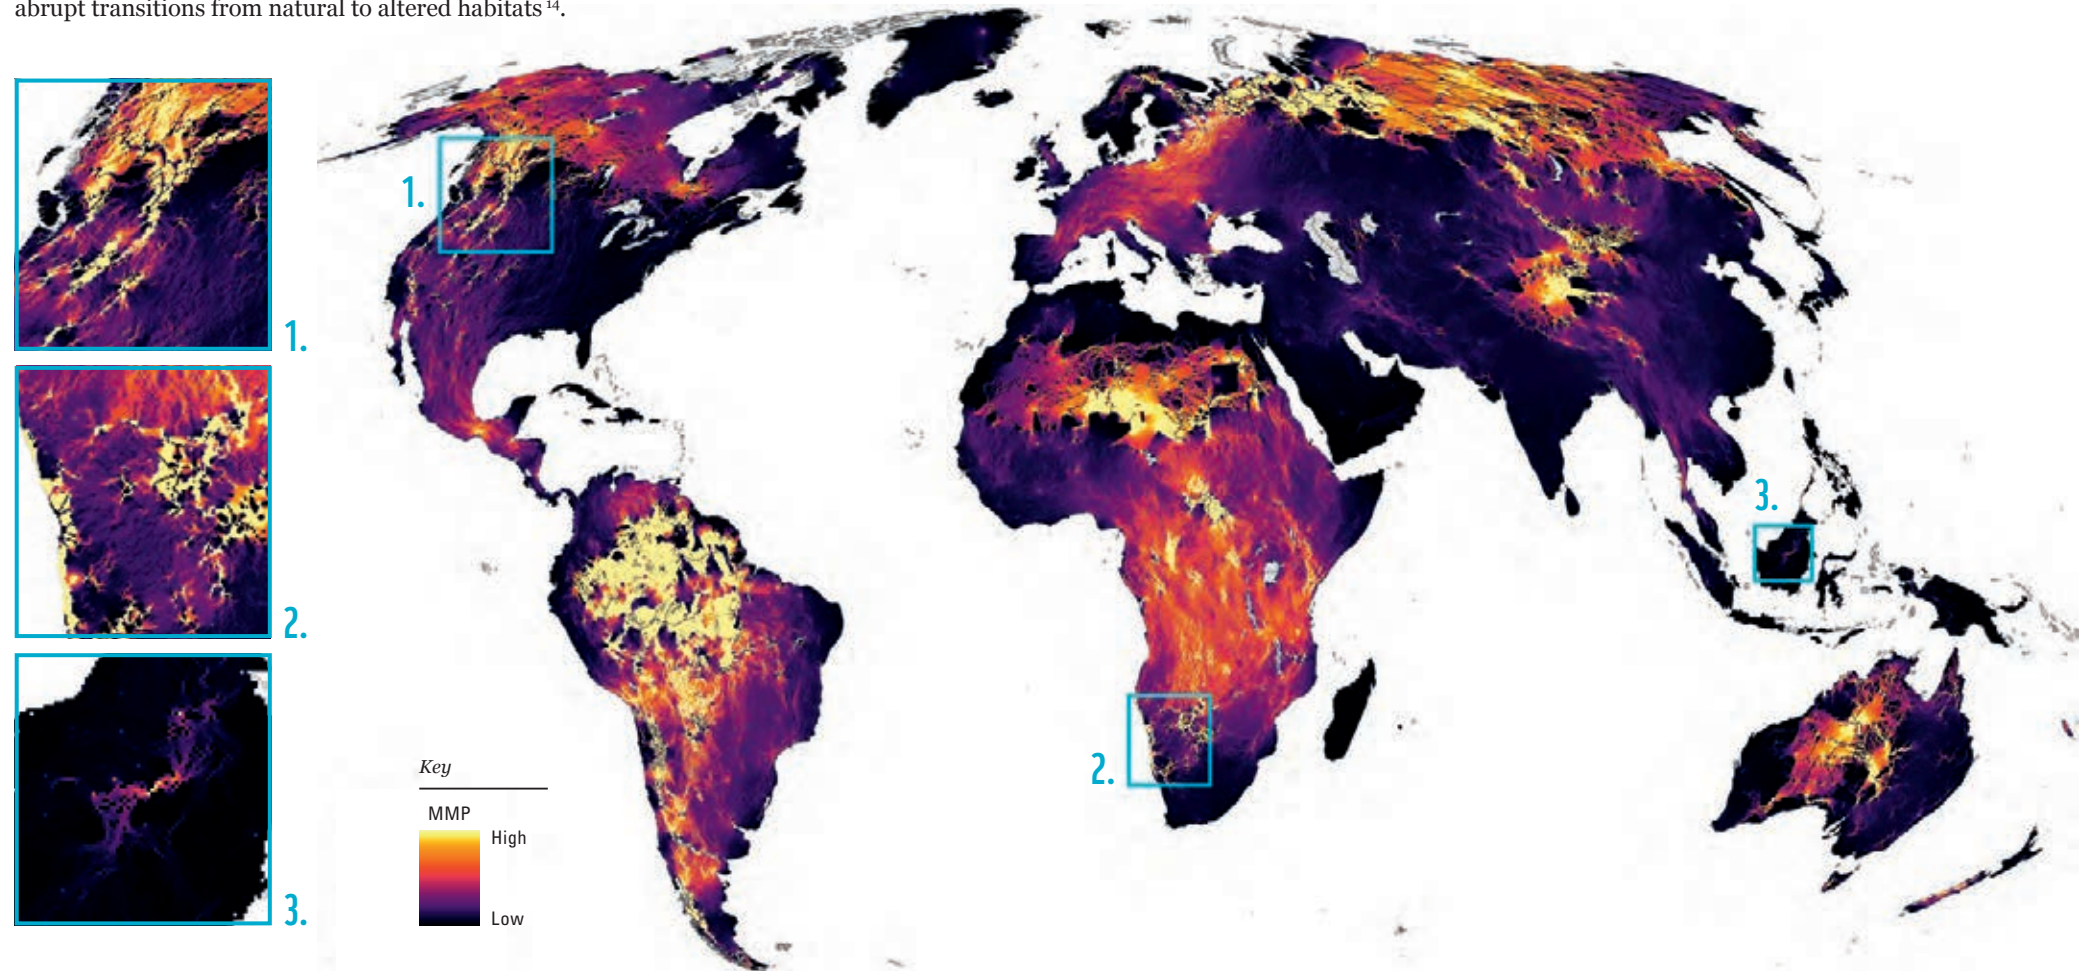 abrupt transitions from natural to altered habitats 14.
1.
2.
3.
1.
2.
3.
Key
MMP
High
Low